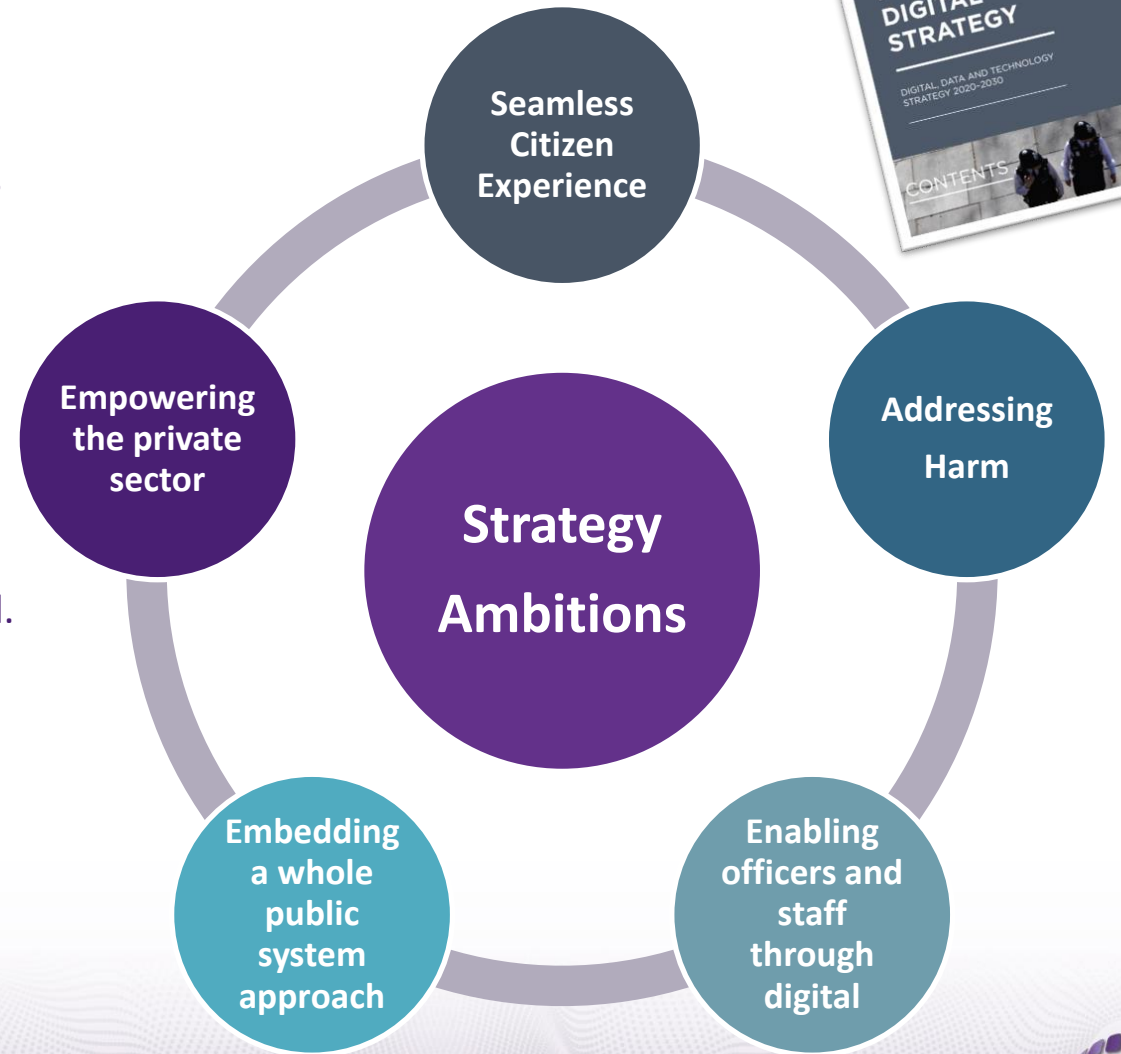 DIGITAL
STRATEGY
DIGITAL, DATA AND TECHNOLOGY
STRATEGY 2020-2030
CONTENTS
Seamless
Citizen
Experience
Empowering
the private
sector
Addressing
Harm
Strategy
Ambitions
Embedding
a whole
public
system
approach
Enabling
officers and
staff
through
digital